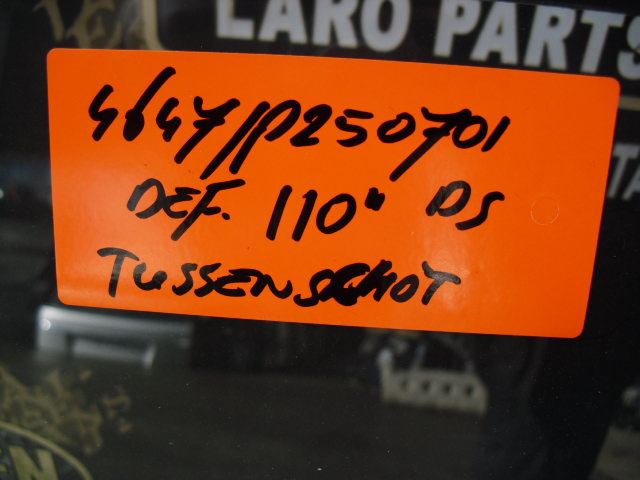 LARO PARTS
4647/P250701
DEF. 110" DS
TUSSENSCHOT